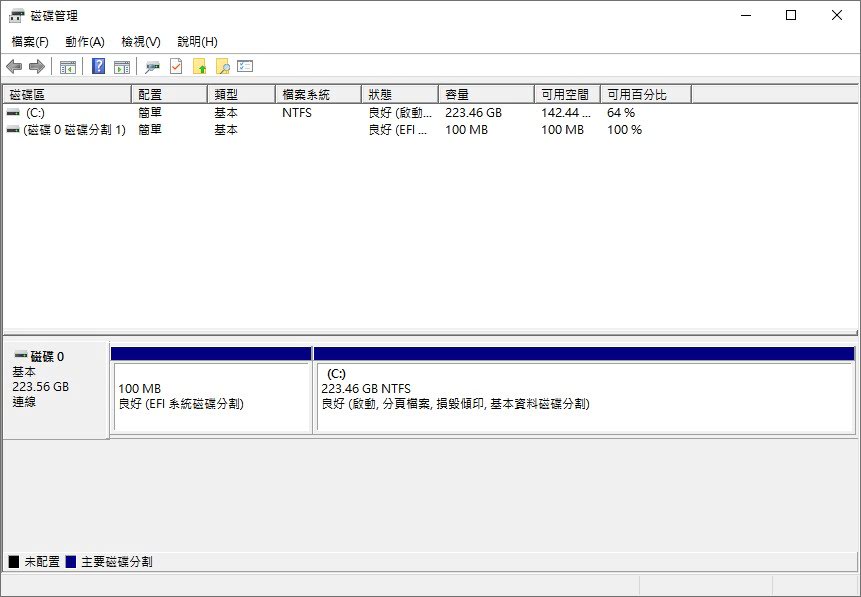 磁碟管理
檔案(F) 動作(A) 檢視(V) 說明(H)
磁碟區 配置 類型 檔案系統 狀態 容量 可用空間 可用百分比
(C:) 簡單 基本 NTFS 良好 (啟動... 223.46 GB 142.44 ... 64 %
(磁碟 0 磁碟分割 1) 簡單 基本 良好 (EFI ... 100 MB 100 MB 100 %
磁碟 0
基本
223.56 GB
連線
100 MB
良好 (EFI 系統磁碟分割)
(C:)
223.46 GB NTFS
良好 (啟動, 分頁檔案, 損毀傾印, 基本資料磁碟分割)
未配置 主要磁碟分割